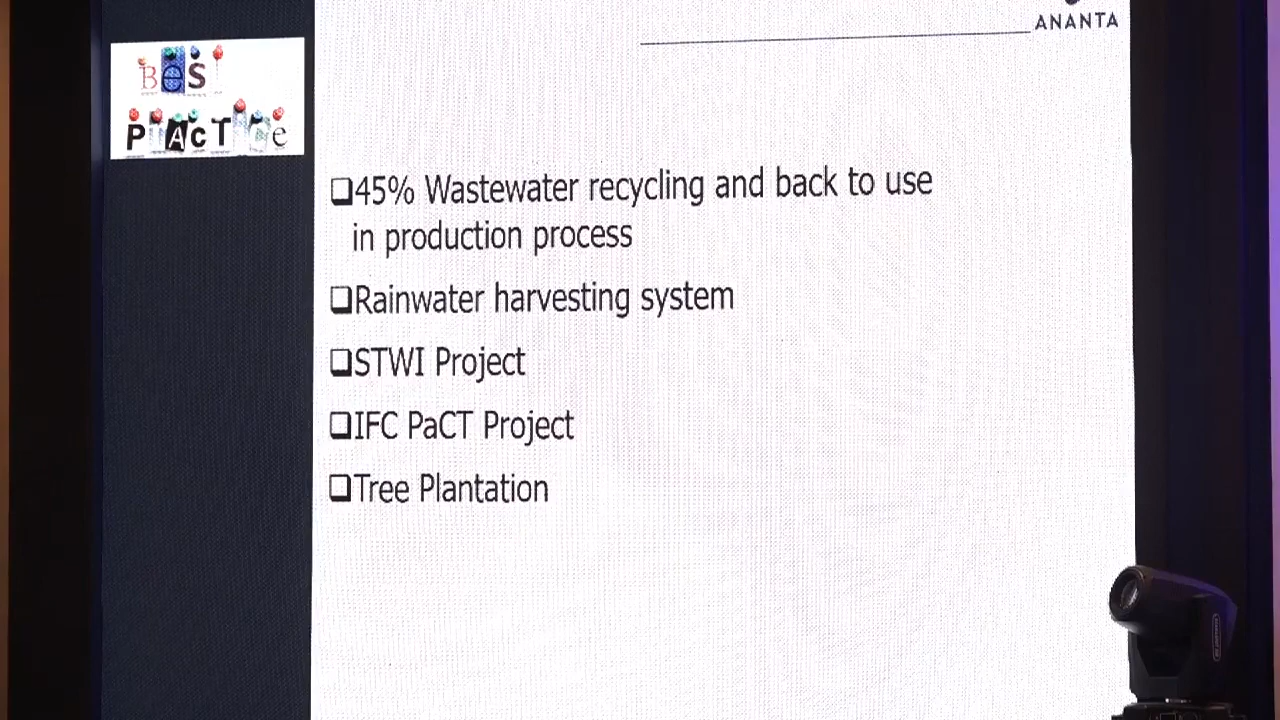 ANANTA
BeST
PrAcTice
❑45% Wastewater recycling and back to use
in production process
❑Rainwater harvesting system
❑STWI Project
❑IFC PaCT Project
❑Tree Plantation